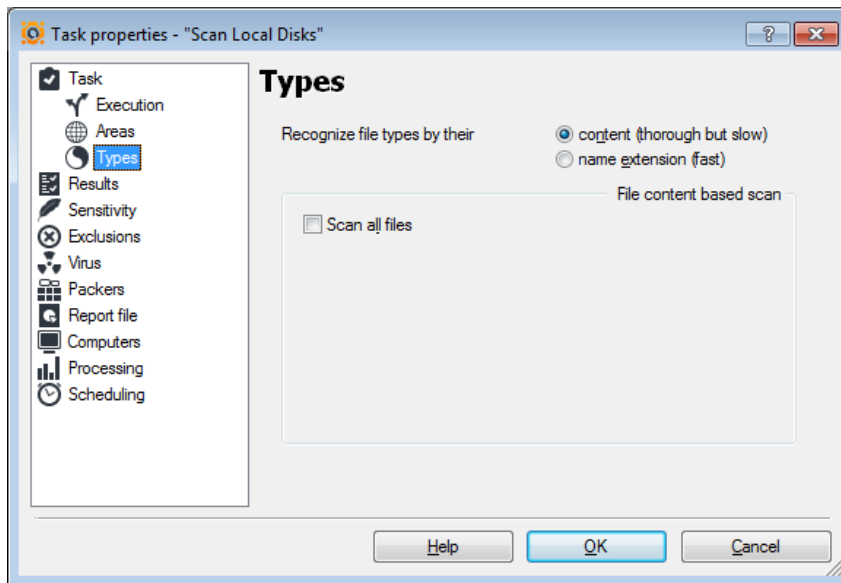 Task properties - "Scan Local Disks"
?
Task
Execution
Areas
Types
Results
Sensitivity
Exclusions
Virus
Packers
Report file
Computers
Processing
Scheduling
Types
Recognize file types by their
content (thorough but slow)
name extension (fast)
File content based scan
Scan all files
Help
OK
Cancel